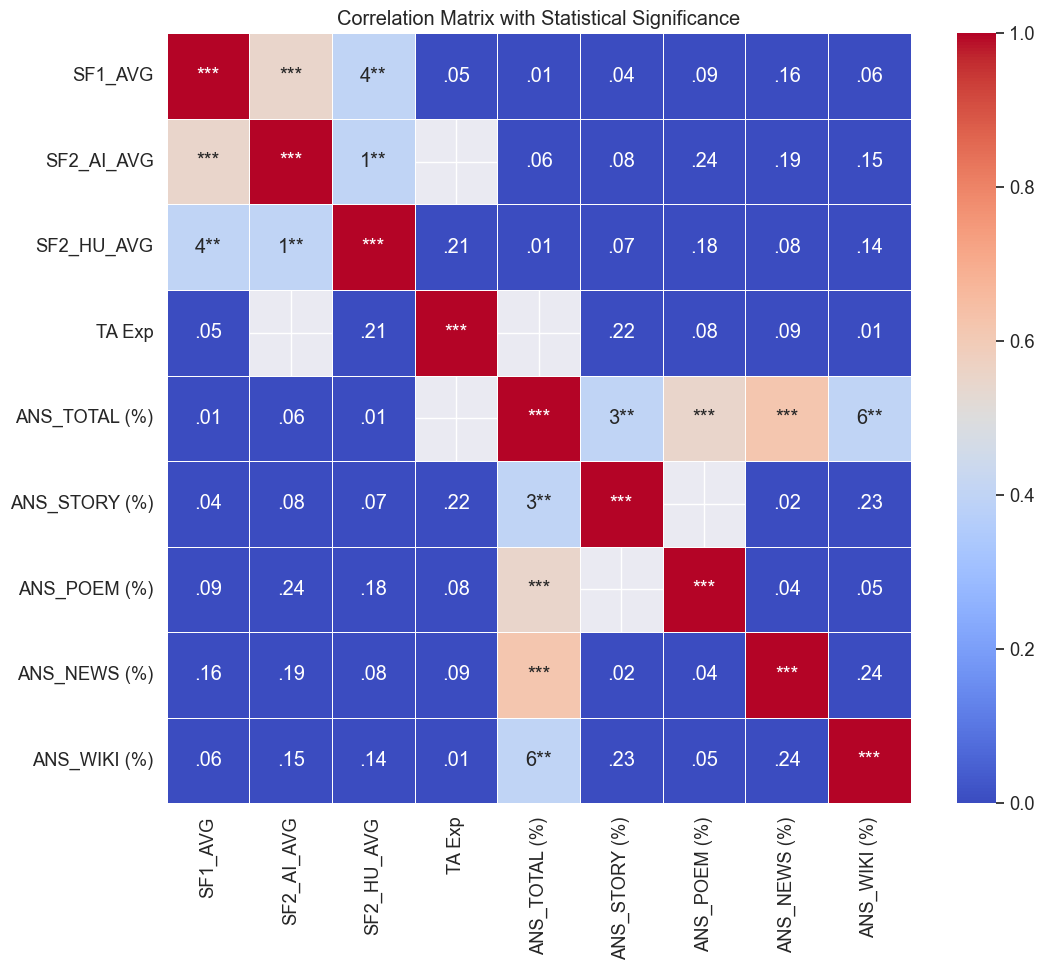 Correlation Matrix with Statistical Significance
SF1_AVG *** *** 4** .05 .01 .04 .09 .16 .06
SF2_AI_AVG *** *** 1** .06 .08 .24 .19 .15
SF2_HU_AVG 4** 1** *** .21 .01 .07 .18 .08 .14
TA Exp .05 .21 *** .22 .08 .09 .01
ANS_TOTAL (%) .01 .06 .01 *** 3** *** *** 6**
ANS_STORY (%) .04 .08 .07 .22 3** *** .02 .23
ANS_POEM (%) .09 .24 .18 .08 *** *** .04 .05
ANS_NEWS (%) .16 .19 .08 .09 *** .02 .04 *** .24
ANS_WIKI (%) .06 .15 .14 .01 6** .23 .05 .24 ***
SF1_AVG
SF2_AI_AVG
SF2_HU_AVG
TA Exp
ANS_TOTAL (%)
ANS_STORY (%)
ANS_POEM (%)
ANS_NEWS (%)
ANS_WIKI (%)
1.0
0.8
0.6
0.4
0.2
0.0